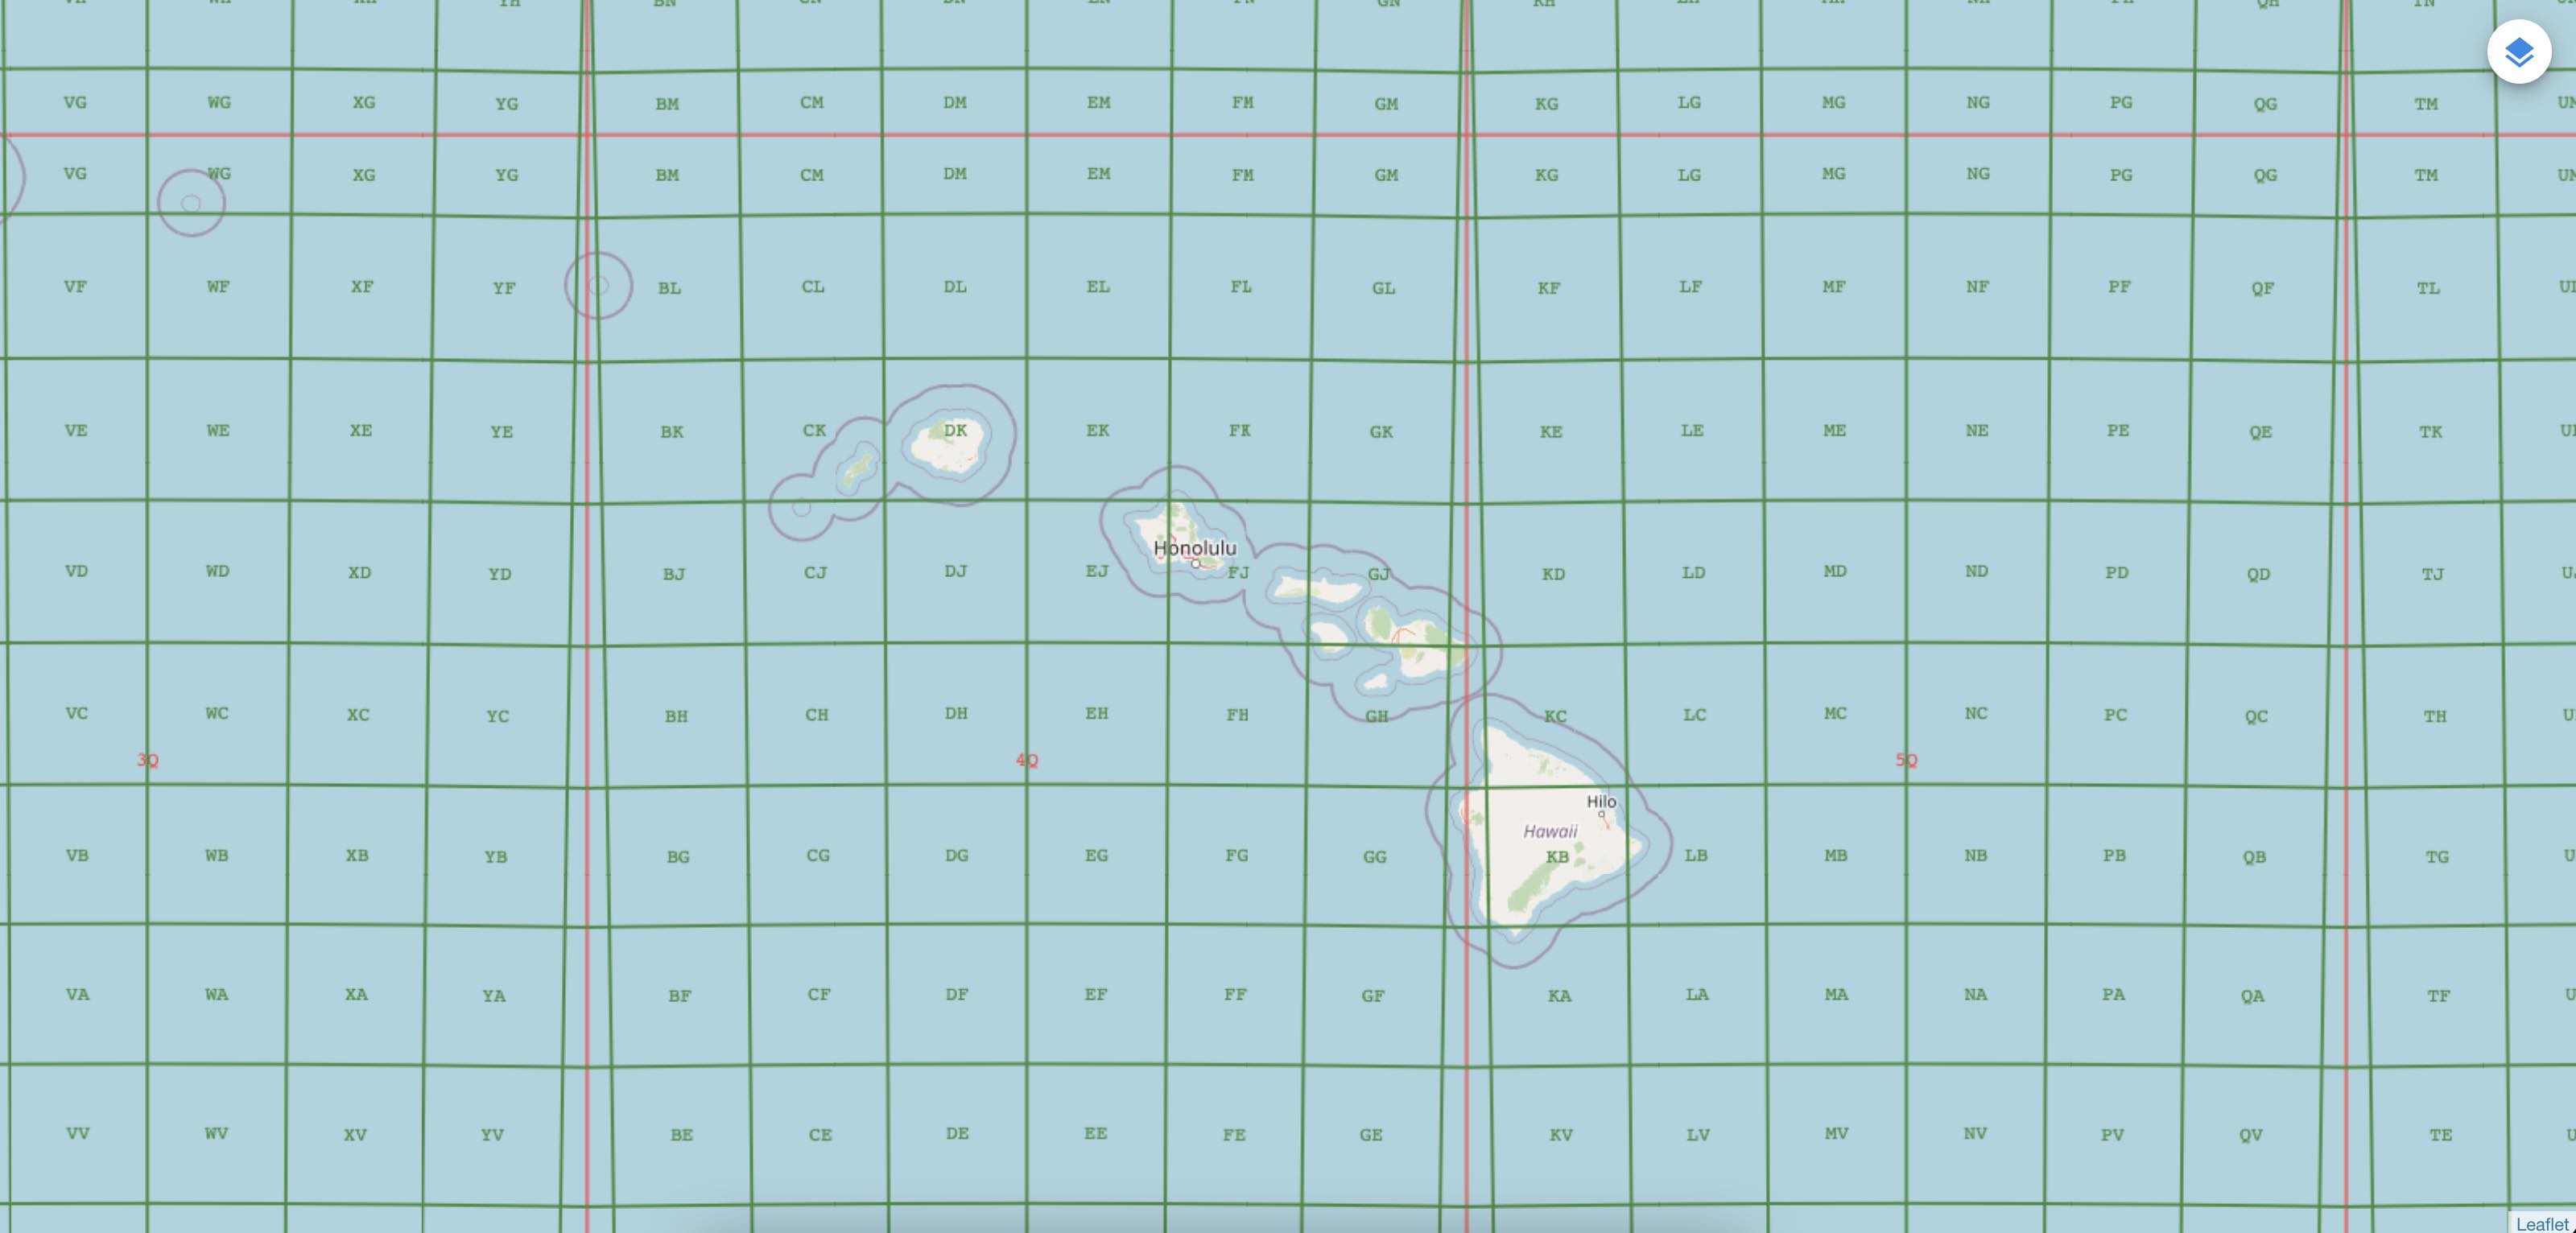 VG WG XG YG BM CM DM EM FM GM KG LG MG NG PG QG TM
VG WG XG YG BM CM DM EM FM GM KG LG MG NG PG QG TM
VF WF XF YF BL CL DL EL FL GL KF LF MF NF PF QF TL
VE WE XE YE BK CK DK EK FK GK KE LE ME NE PE QE TK
Honolulu
VD WD XD YD BJ CJ DJ EJ FJ GJ KD LD MD ND PD QD TJ
VC WC XC YC BH CH DH EH FH GH KC LC MC NC PC QC TH
3Q 4Q 5Q
Hilo
Hawaii
VB WB XB YB BG CG DG EG FG GG KB LB MB NB PB QB TG
VA WA XA YA BF CF DF EF FF GF KA LA MA NA PA QA TF
VV WV XV YV BE CE DE EE FE GE KV LV MV NV PV QV TE
Leaflet